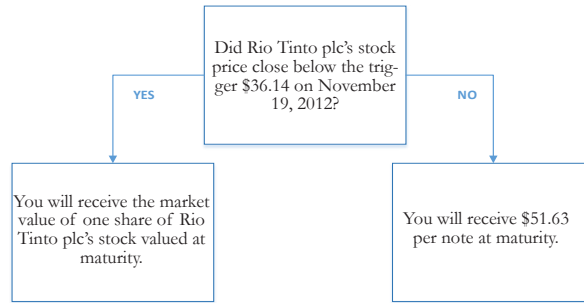 Did Rio Tinto plc's stock
price close below the trig-
ger $36.14 on November
19, 2012?
YES
NO
You will receive the market
value of one share of Rio
Tinto plc's stock valued at
maturity.
You will receive $51.63
per note at maturity.